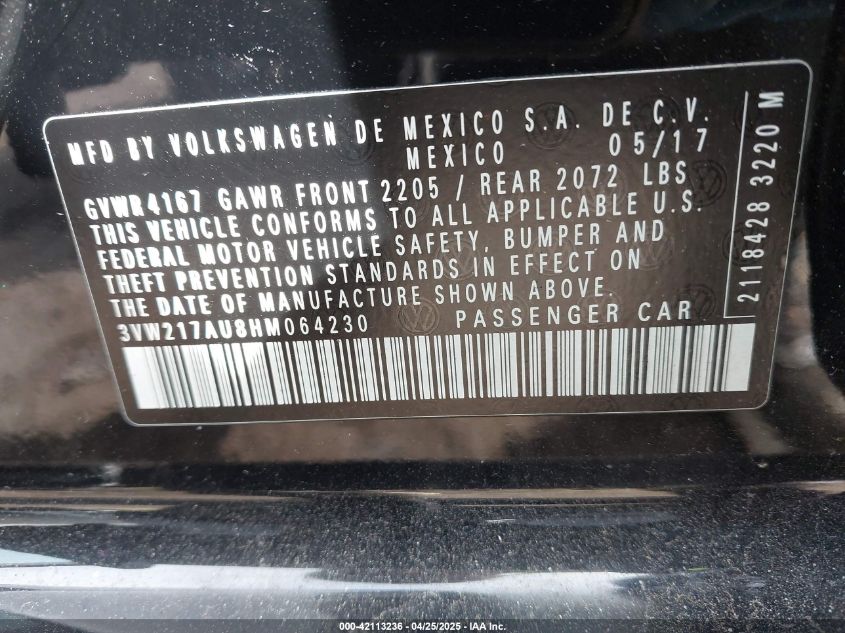 MFD BY VOLKSWAGEN DE MEXICO S.A. DE C.V.
MEXICO 05/17
GVWR4167 GAWR FRONT 2205 / REAR 2072 LBS
THIS VEHICLE CONFORMS TO ALL APPLICABLE U.S.
FEDERAL MOTOR VEHICLE SAFETY, BUMPER AND
THEFT PREVENTION STANDARDS IN EFFECT ON
THE DATE OF MANUFACTURE SHOWN ABOVE.
3VW217AU8HM064230 PASSENGER CAR
2118428 3220 M
000-42113236 - 04/25/2025 - IAA Inc.